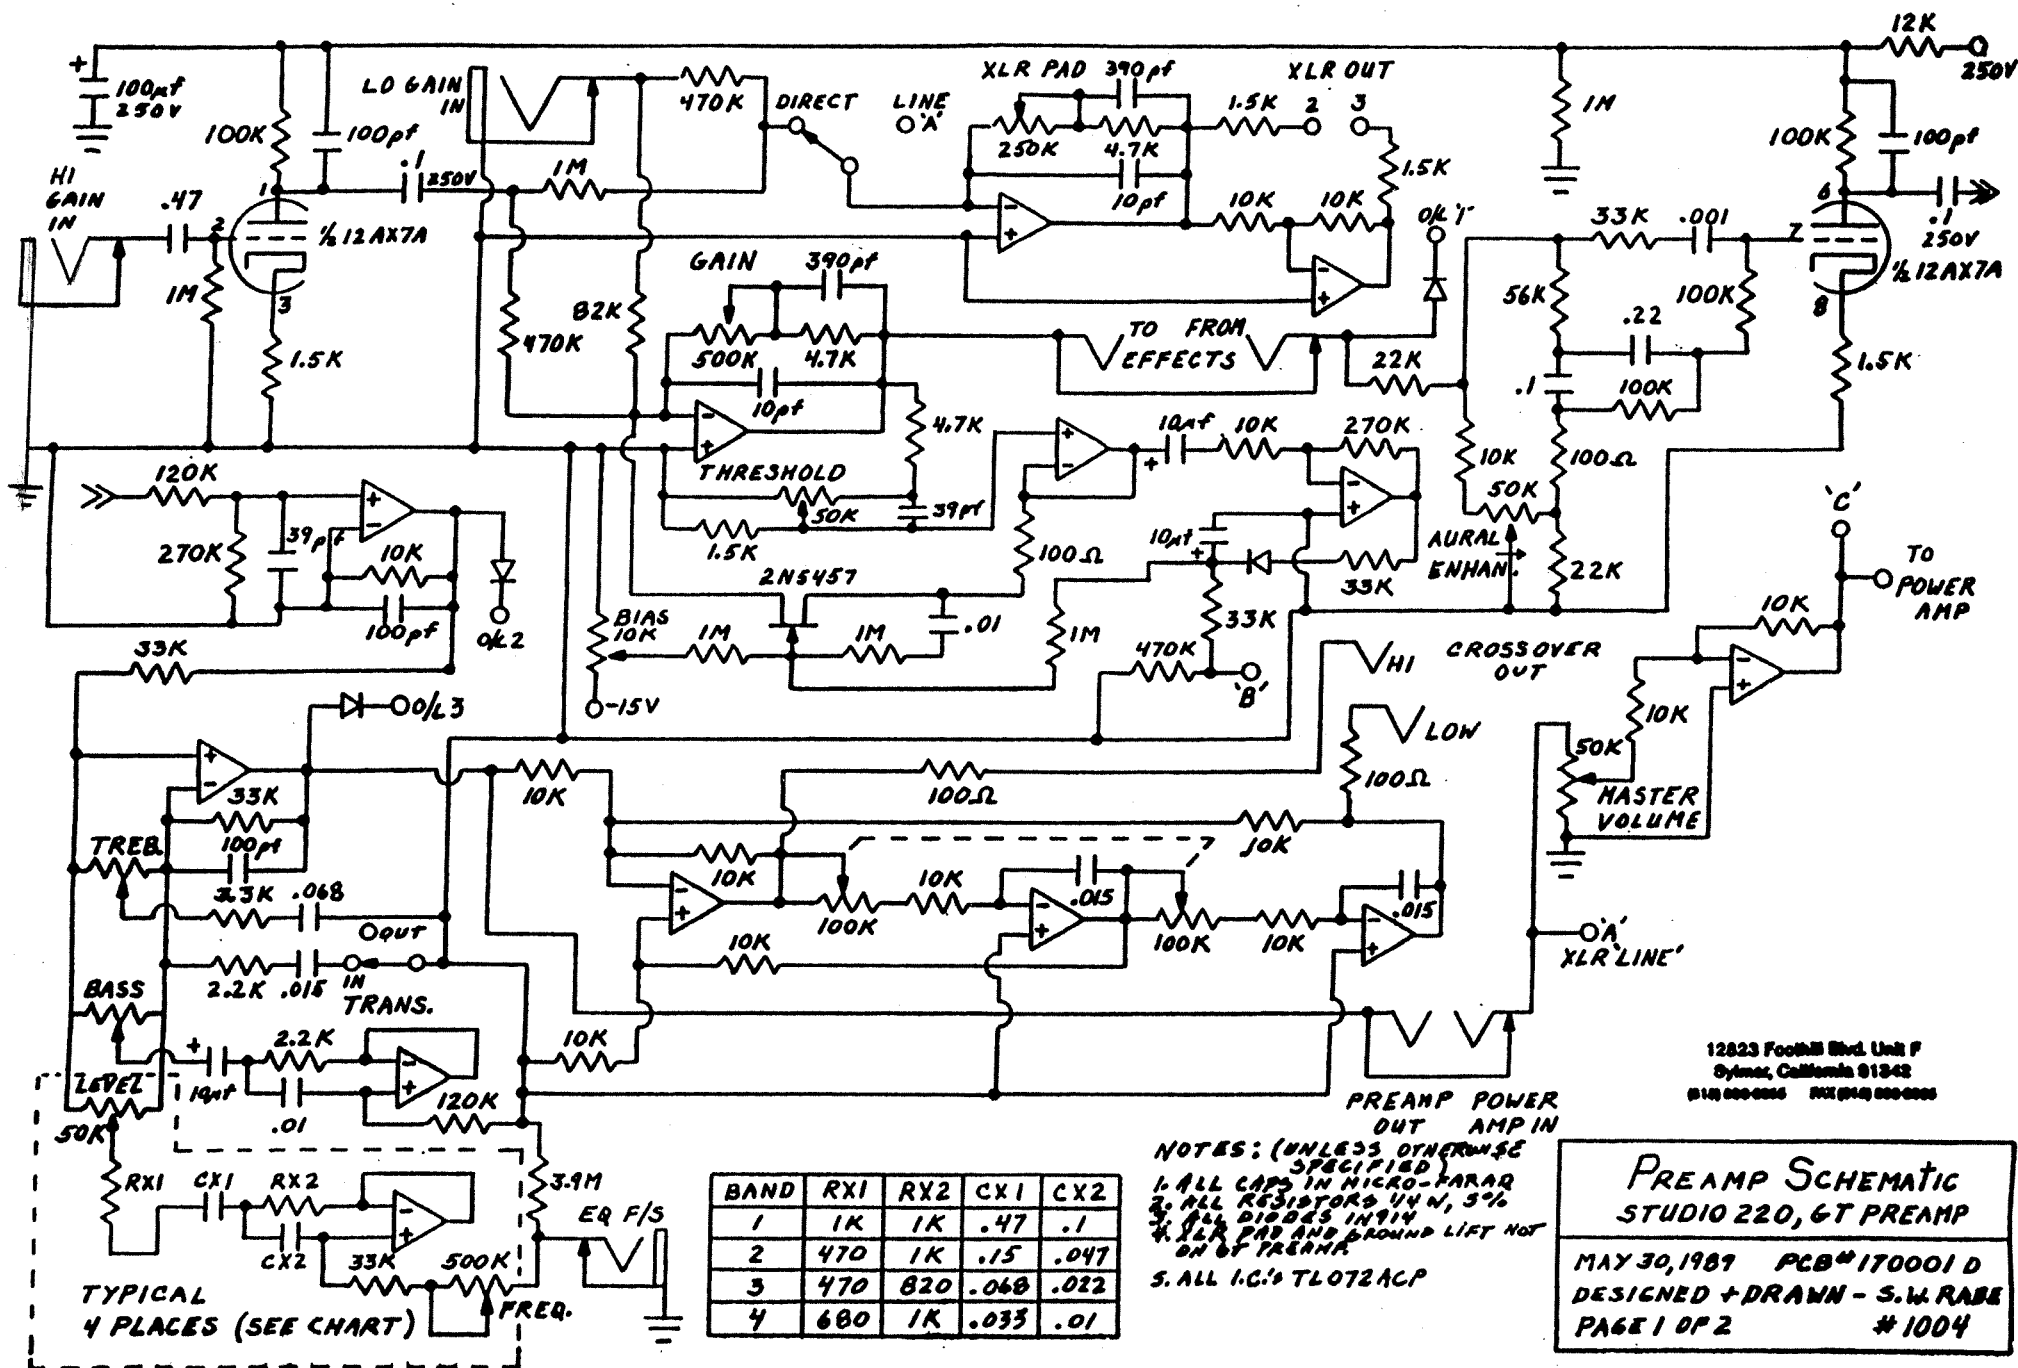 +
100µf
250V
100K
100pf
LO GAIN
IN
470K
DIRECT
LINE
'A'
XLR PAD
390pf
XLR OUT
250K
4.7K
10pf
1.5K
2
3
1.5K
1M
12K
250V
100K
100pf
HI
GAIN
IN
.47
1
2
3
1M
½ 12AX7A
1.5K
.1
250V
1M
470K
82K
10K
10K
O/L '1'
33K
.001
7
6
8
.1
250V
½ 12AX7A
56K
100K
.22
.1
100K
1.5K
GAIN
390pf
500K
4.7K
10pf
TO FROM
EFFECTS
22K
4.7K
10µf
+
10K
270K
10K
100Ω
THRESHOLD
50K
39pf
1.5K
100Ω
10µf
+
33K
50K
AURAL
ENHAN.
22K
'C'
TO
POWER
AMP
120K
270K
39pf
10K
100pf
O/L2
33K
2N5457
BIAS
10K
1M
1M
.01
1M
33K
470K
'B'
-15V
HI
CROSSOVER
OUT
LOW
100Ω
10K
10K
50K
MASTER
VOLUME
O/L3
33K
100pf
TREB.
3.3K
.068
OUT
2.2K
.015
IN
TRANS.
BASS
10K
100Ω
10K
10K
100K
10K
.015
100K
10K
.015
10K
10K
'A'
XLR 'LINE'
+
10µf
2.2K
.01
120K
LEVEL
50K
PREAMP
OUT
POWER
AMP IN
RX1
CX1
RX2
CX2
33K
500K
FREQ.
3.9M
EQ F/S
TYPICAL
4 PLACES (SEE CHART)
BAND RX1 RX2 CX1 CX2
1 1K 1K .47 .1
2 470 1K .15 .047
3 470 820 .068 .022
4 680 1K .033 .01
12823 Foothill Blvd. Unit F
Sylmar, California 91342
NOTES: (UNLESS OTHERWISE
SPECIFIED)
1. ALL CAPS IN MICRO-FARAD
2. ALL RESISTORS 1/4 W, 5%
3. ALL DIODES IN914
4. XLR PAD AND GROUND LIFT NOT
ON GT PREAMP
5. ALL I.C.'s TL072ACP
PREAMP SCHEMATIC
STUDIO 220, GT PREAMP
MAY 30, 1989 PCB# 170001 D
DESIGNED + DRAWN - S.W. RABE
PAGE 1 OF 2 #1004